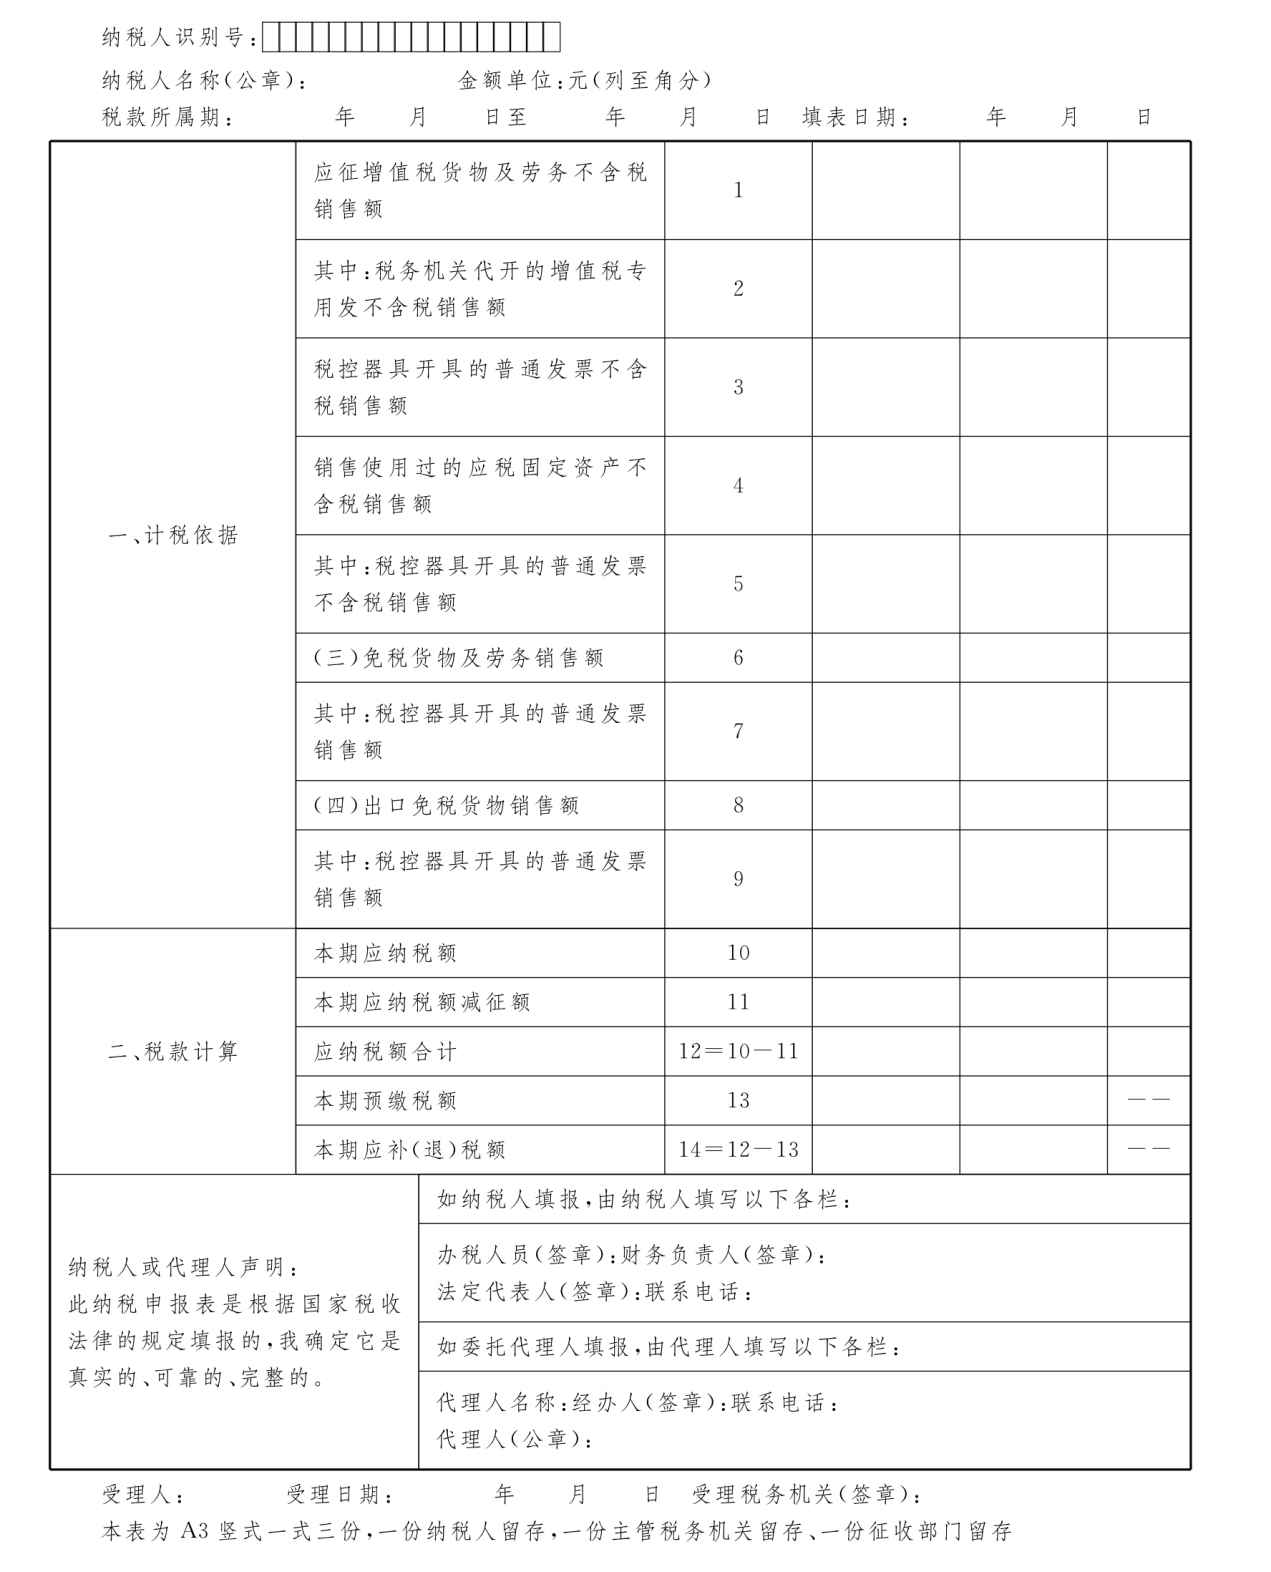 纳税人识别号:
纳税人名称(公章): 金额单位:元(列至角分)
税款所属期: 年 月 日至 年 月 日 填表日期: 年 月 日
一、计税依据
应征增值税货物及劳务不含税
销售额
1
其中:税务机关代开的增值税专
用发不含税销售额
2
税控器具开具的普通发票不含
税销售额
3
销售使用过的应税固定资产不
含税销售额
4
其中:税控器具开具的普通发票
不含税销售额
5
(三)免税货物及劳务销售额
6
其中:税控器具开具的普通发票
销售额
7
(四)出口免税货物销售额
8
其中:税控器具开具的普通发票
销售额
9
二、税款计算
本期应纳税额
10
本期应纳税额减征额
11
应纳税额合计
12=10-11
本期预缴税额
13
——
本期应补(退)税额
14=12-13
——
纳税人或代理人声明:
此纳税申报表是根据国家税收
法律的规定填报的,我确定它是
真实的、可靠的、完整的。
如纳税人填报,由纳税人填写以下各栏:
办税人员(签章):财务负责人(签章):
法定代表人(签章):联系电话:
如委托代理人填报,由代理人填写以下各栏:
代理人名称:经办人(签章):联系电话:
代理人(公章):
受理人: 受理日期: 年 月 日 受理税务机关(签章):
本表为 A3 竖式一式三份,一份纳税人留存,一份主管税务机关留存、一份征收部门留存